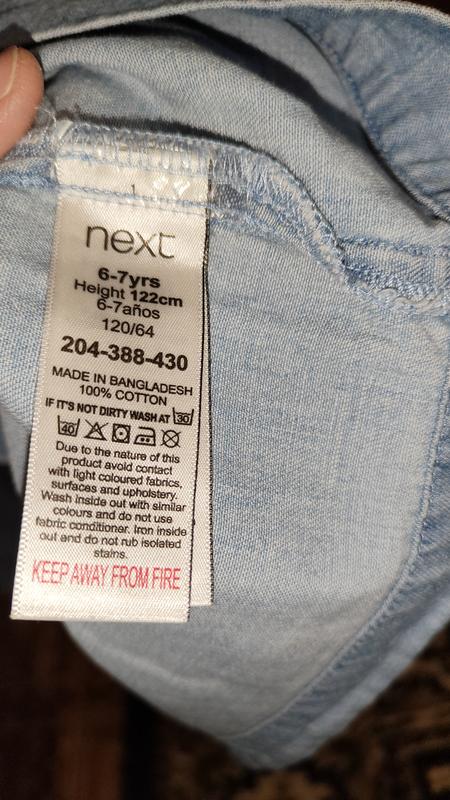 next
6-7yrs
Height 122cm
6-7años
120/64
204-388-430
MADE IN BANGLADESH
100% COTTON
IF IT'S NOT DIRTY WASH AT 30
40
Due to the nature of this
product avoid contact
with light coloured fabrics,
surfaces and upholstery.
Wash inside out with similar
colours and do not use
fabric conditioner. Iron inside
out and do not rub isolated
stains.
KEEP AWAY FROM FIRE